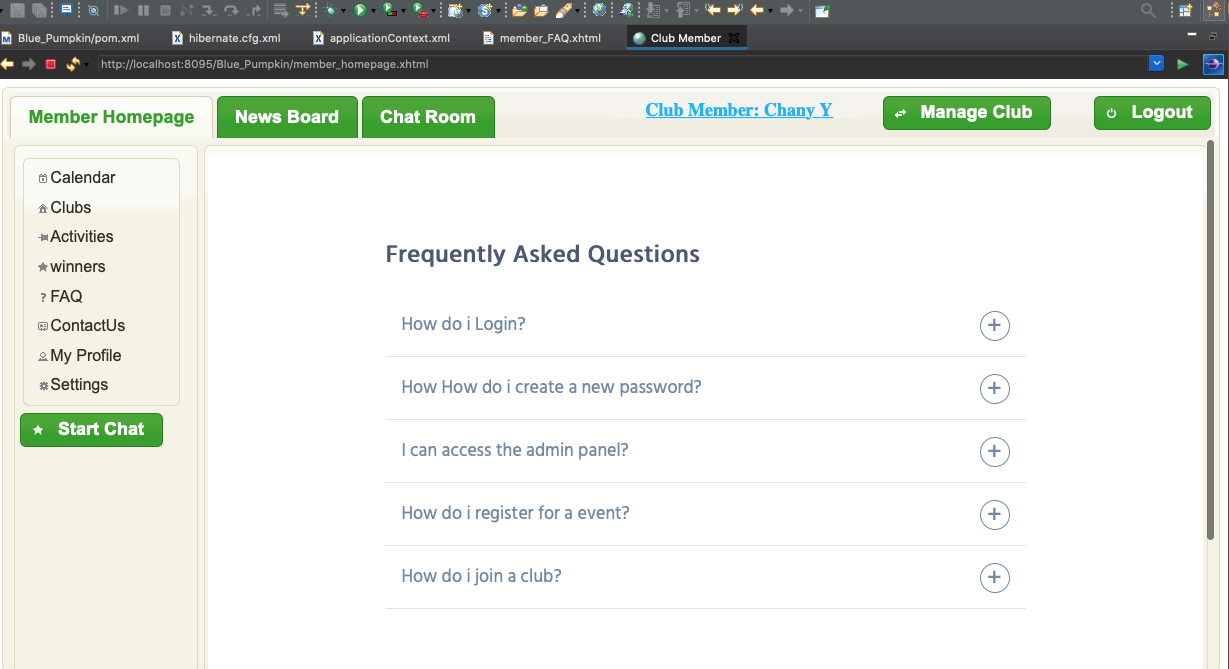 Blue_Pumpkin/pom.xml hibernate.cfg.xml applicationContext.xml member_FAQ.xhtml Club Member
http://localhost:8095/Blue_Pumpkin/member_homepage.xhtml
Member Homepage News Board Chat Room Club Member: Chany Y Manage Club Logout
Calendar
Clubs
Activities
winners
FAQ
ContactUs
My Profile
Settings
Start Chat
Frequently Asked Questions
How do i Login?
How How do i create a new password?
I can access the admin panel?
How do i register for a event?
How do i join a club?